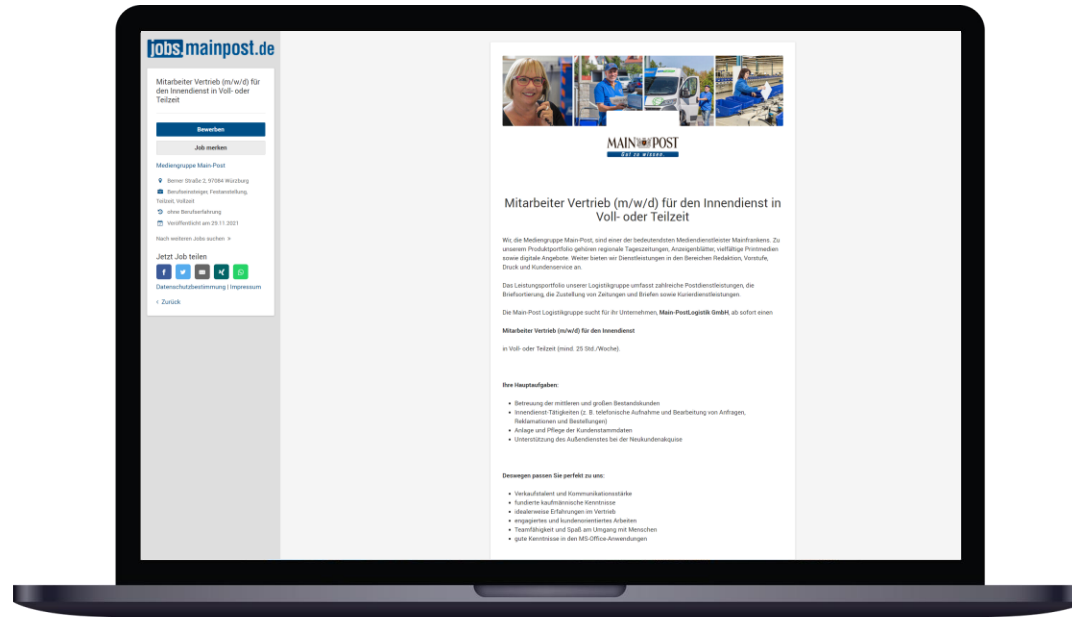 jobs.mainpost.de
Mitarbeiter Vertrieb (m/w/d) für
den Innendienst in Voll- oder
Teilzeit
Bewerben
Job merken
Mediengruppe Main-Post
Berner Straße 2, 97084 Würzburg
Berufseinsteiger, Festanstellung,
Teilzeit, Vollzeit
ohne Berufserfahrung
Veröffentlicht am 29.11.2021
Nach weiteren Jobs suchen »
Jetzt Job teilen
Datenschutzbestimmung | Impressum
‹ Zurück
MAIN POST
Gut zu wissen.
Mitarbeiter Vertrieb (m/w/d) für den Innendienst in
Voll- oder Teilzeit
Wir, die Mediengruppe Main-Post, sind einer der bedeutendsten Mediendienstleister Mainfrankens. Zu
unserem Produktportfolio gehören regionale Tageszeitungen, Anzeigenblätter, vielfältige Printmedien
sowie digitale Angebote. Weiter bieten wir Dienstleistungen in den Bereichen Redaktion, Vorstufe,
Druck und Kundenservice an.
Das Leistungsportfolio unserer Logistikgruppe umfasst zahlreiche Postdienstleistungen, die
Briefsortierung, die Zustellung von Zeitungen und Briefen sowie Kurierdienstleistungen.
Die Main-Post Logistikgruppe sucht für ihr Unternehmen, Main-PostLogistik GmbH, ab sofort einen
Mitarbeiter Vertrieb (m/w/d) für den Innendienst
in Voll- oder Teilzeit (mind. 25 Std./Woche).
Ihre Hauptaufgaben:
• Betreuung der mittleren und großen Bestandskunden
• Innendienst-Tätigkeiten (z. B. telefonische Aufnahme und Bearbeitung von Anfragen,
Reklamationen und Bestellungen)
• Anlage und Pflege der Kundenstammdaten
• Unterstützung des Außendienstes bei der Neukundenakquise
Deswegen passen Sie perfekt zu uns:
• Verkaufstalent und Kommunikationsstärke
• fundierte kaufmännische Kenntnisse
• idealerweise Erfahrungen im Vertrieb
• engagiertes und kundenorientiertes Arbeiten
• Teamfähigkeit und Spaß am Umgang mit Menschen
• gute Kenntnisse in den MS-Office-Anwendungen